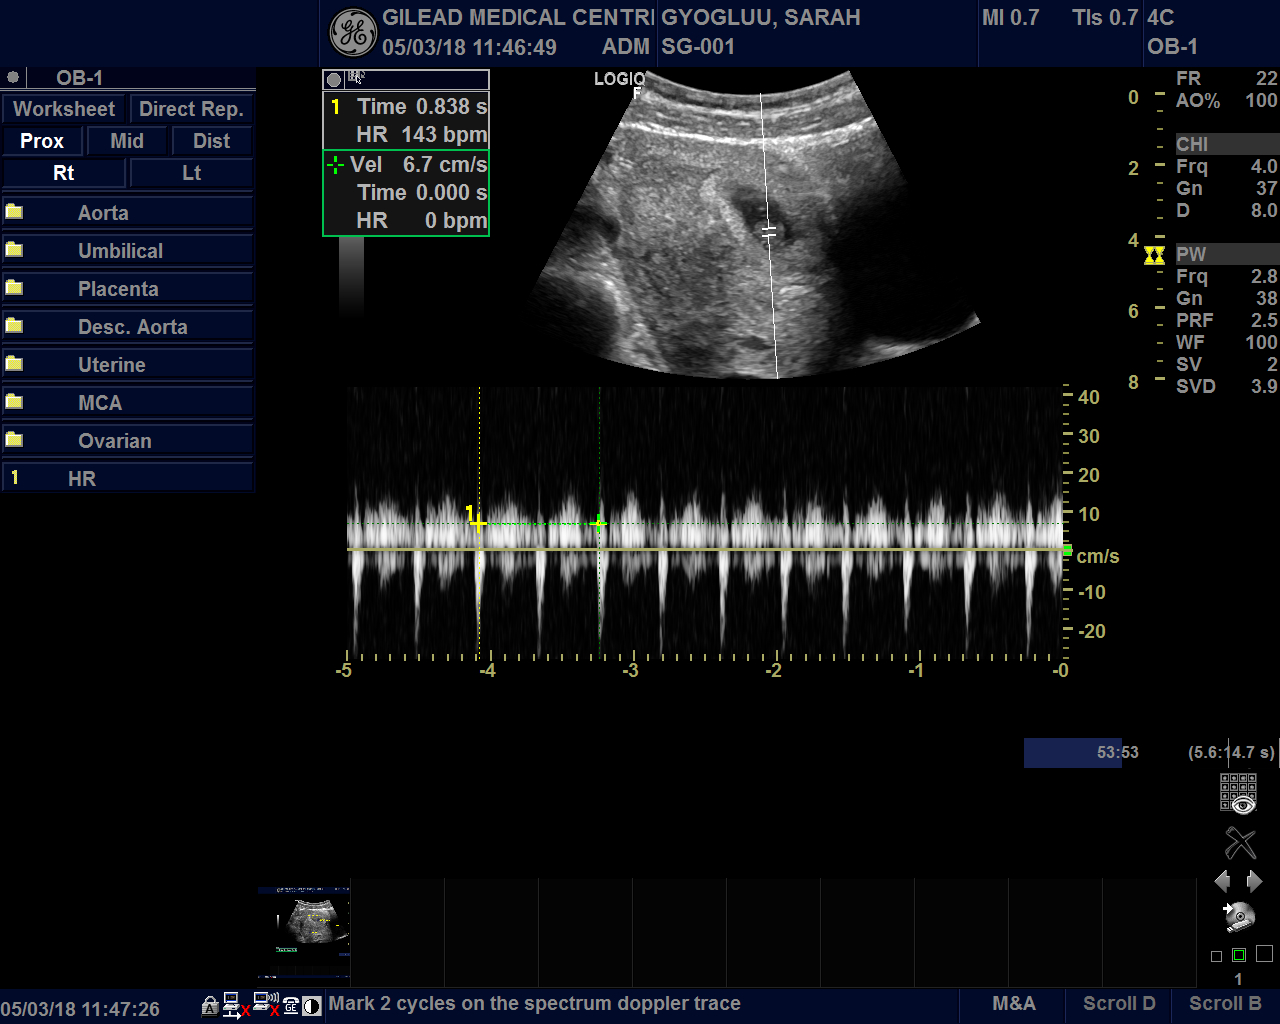 GILEAD MEDICAL CENTRI
GYOGLUU, SARAH
MI 0.7
TIs 0.7
4C
05/03/18 11:46:49
ADM
SG-001
OB-1
OB-1
Worksheet
Direct Rep.
Prox
Mid
Dist
Rt
Lt
Aorta
Umbilical
Placenta
Desc. Aorta
Uterine
MCA
Ovarian
1 HR
1 Time 0.838 s
HR 143 bpm
Vel 6.7 cm/s
Time 0.000 s
HR 0 bpm
LOGIQ
F
0
2
4
6
8
FR 22
AO% 100
CHI
Frq 4.0
Gn 37
D 8.0
PW
Frq 2.8
Gn 38
PRF 2.5
WF 100
SV 2
SVD 3.9
1
40
30
20
10
cm/s
-10
-20
-5 -4 -3 -2 -1 -0
53:53
(5.6:14.7 s)
1
05/03/18 11:47:26
Mark 2 cycles on the spectrum doppler trace
M&A
Scroll D
Scroll B